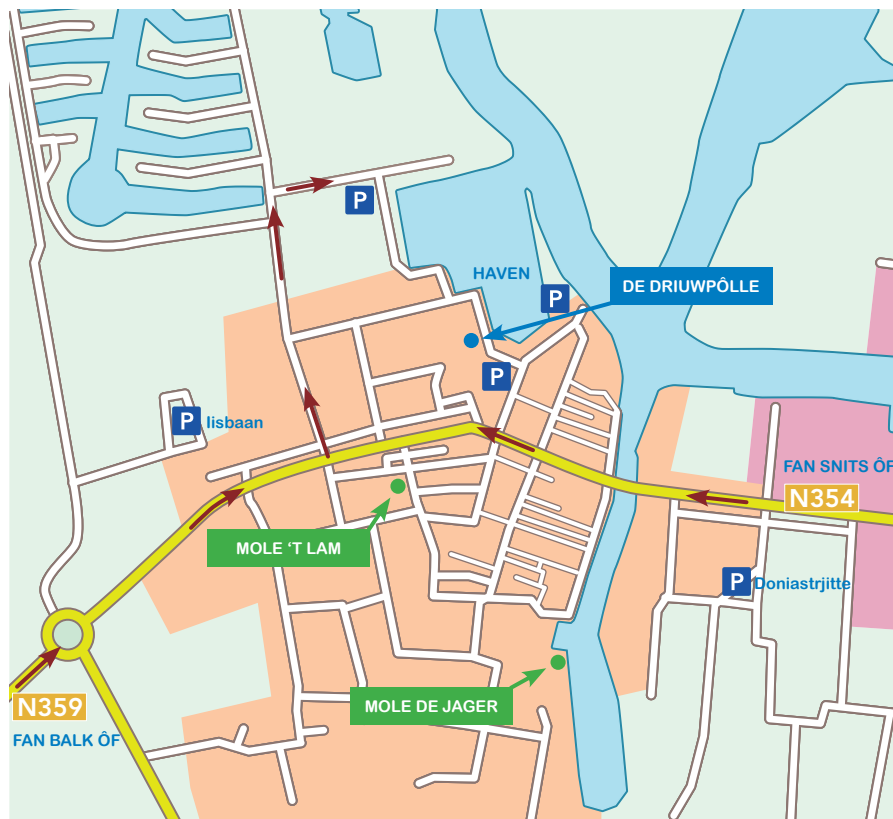 P
HAVEN
DE DRIUWPÔLLE
P
P
P Iisbaan
FAN SNITS ÔF
N354
MOLE ‘T LAM
P Doniastrjitte
N359
MOLE DE JAGER
FAN BALK ÔF